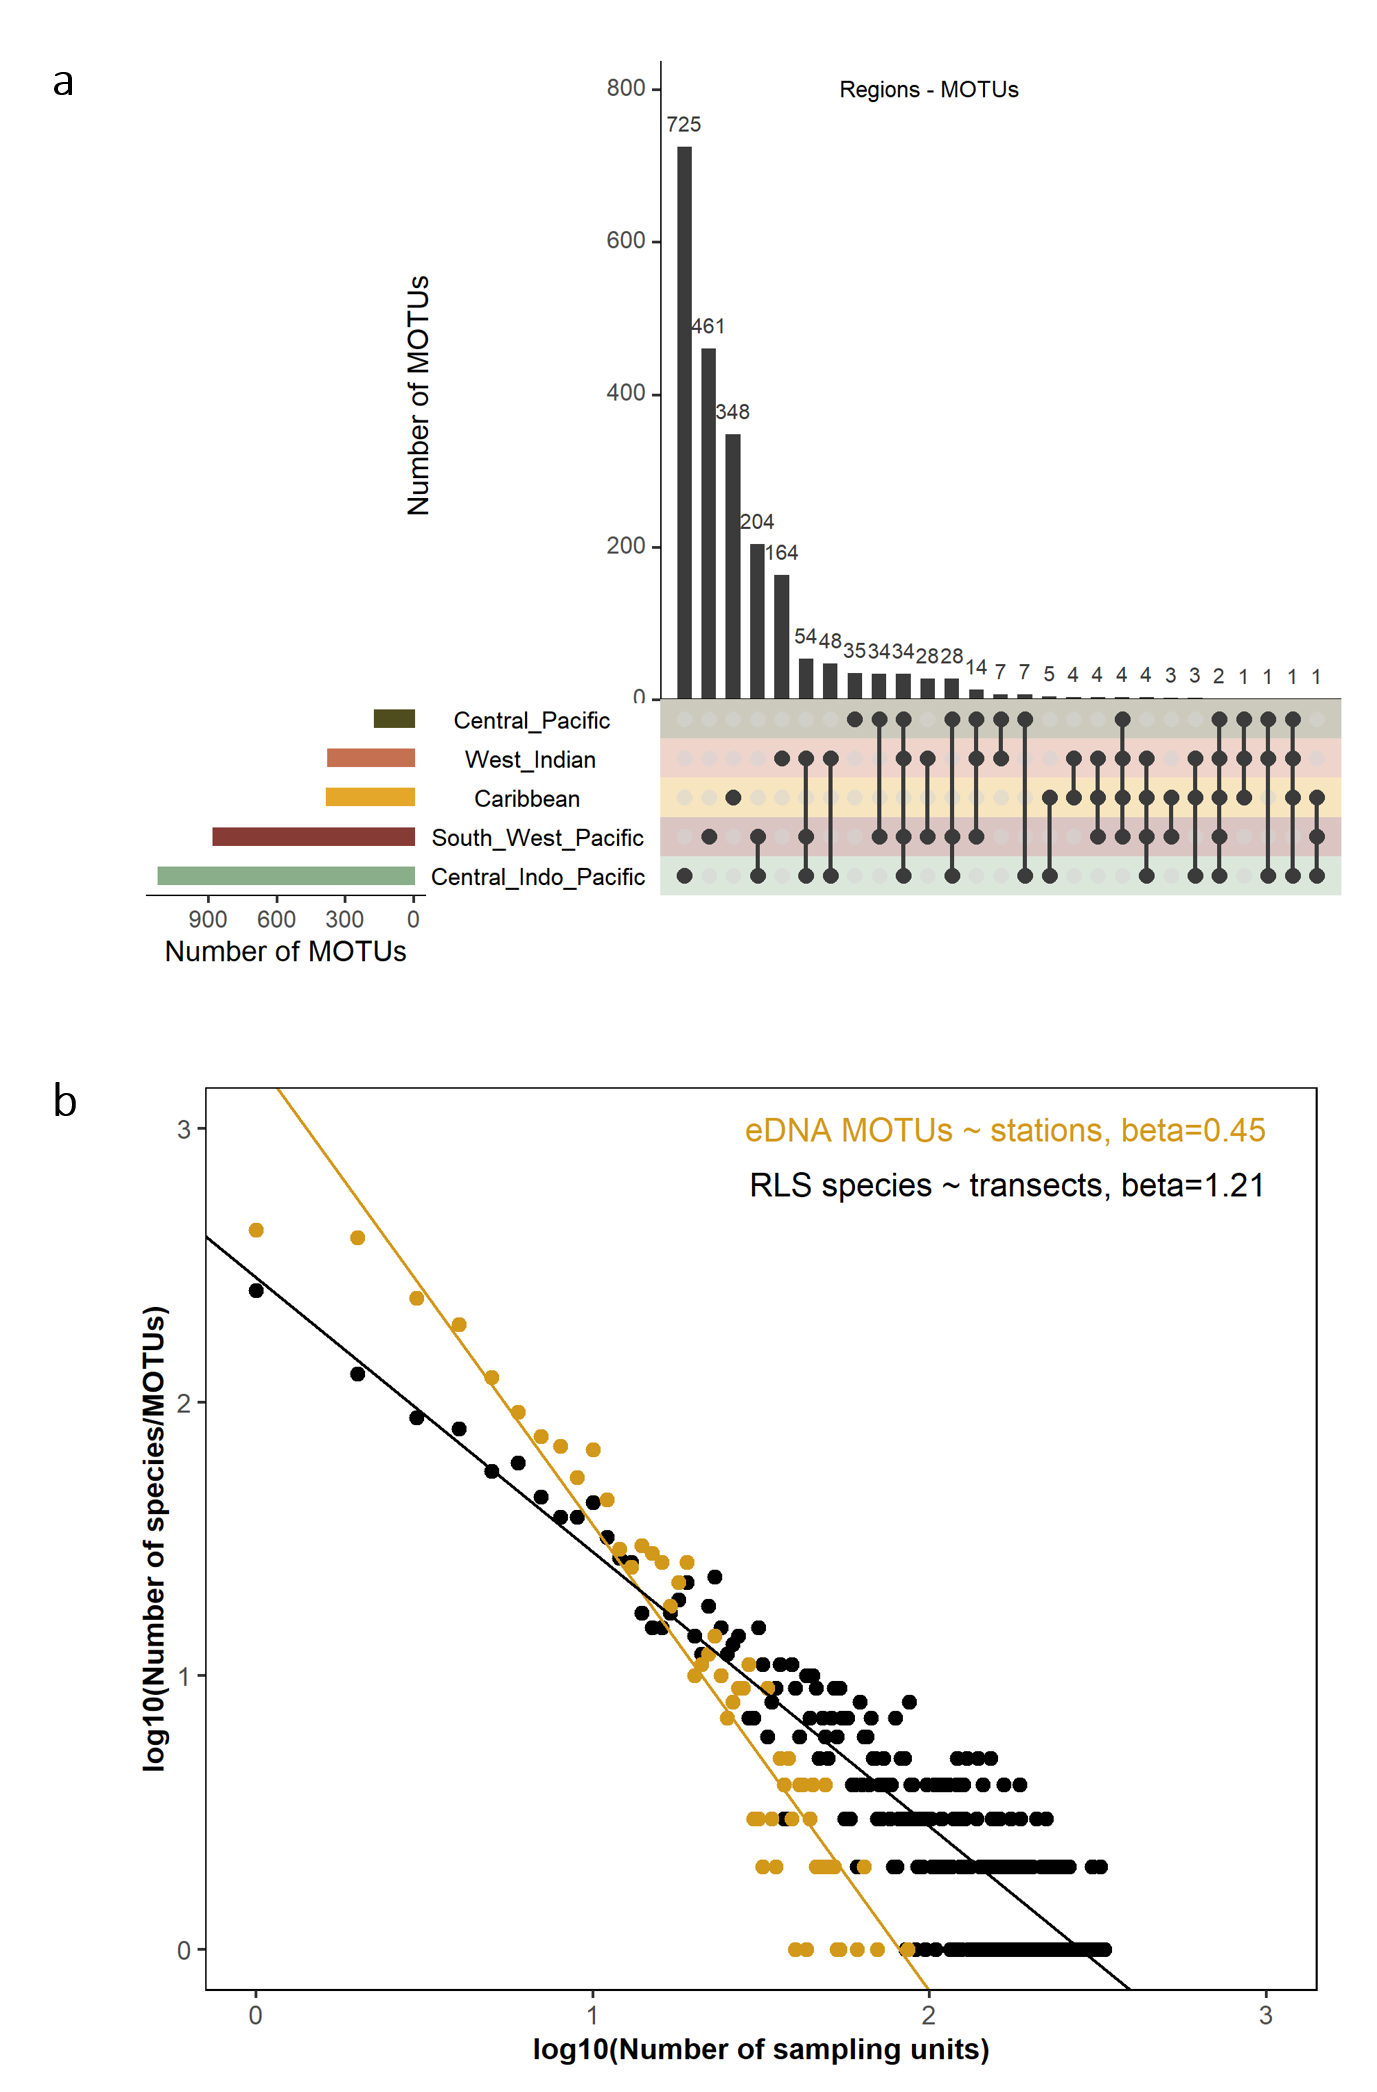 a
Regions - MOTUs
800
600
400
200
0
Number of MOTUs
725
461
348
204
164
54
48
35
34
34
28
28
14
7
7
5
4
4
4
4
3
3
2
1
1
1
1
Central_Pacific
West_Indian
Caribbean
South_West_Pacific
Central_Indo_Pacific
900 600 300 0
Number of MOTUs
b
eDNA MOTUs ~ stations, beta=0.45
RLS species ~ transects, beta=1.21
log10(Number of species/MOTUs)
3
2
1
0
0 1 2 3
log10(Number of sampling units)